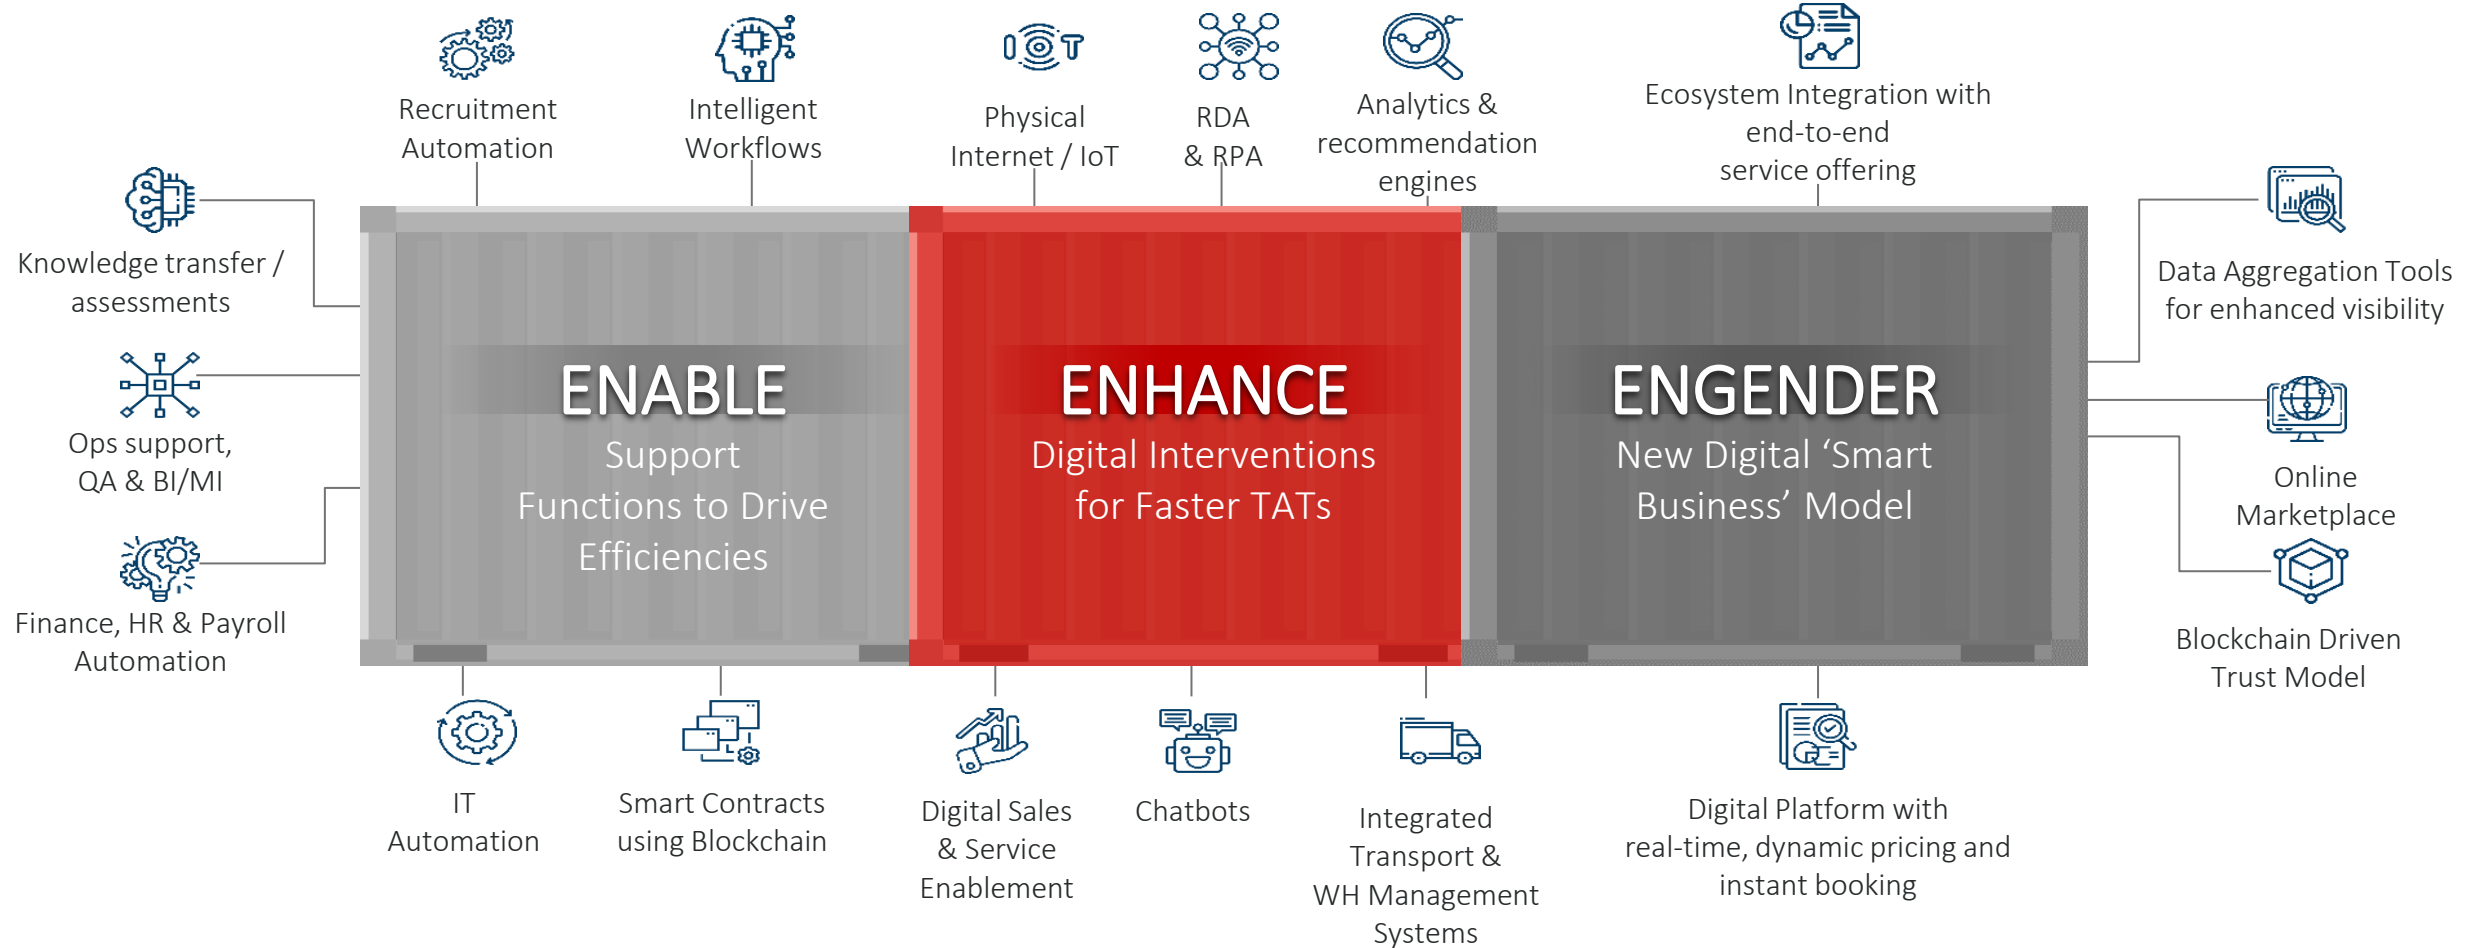 Recruitment
Automation
Intelligent
Workflows
IOT
Physical
Internet / IoT
RDA
& RPA
Analytics &
recommendation
engines
Ecosystem Integration with
end-to-end
service offering
Knowledge transfer /
assessments
Ops support,
QA & BI/MI
Finance, HR & Payroll
Automation
ENABLE
Support
Functions to Drive
Efficiencies
ENHANCE
Digital Interventions
for Faster TATs
ENGENDER
New Digital ‘Smart
Business’ Model
Data Aggregation Tools
for enhanced visibility
Online
Marketplace
Blockchain Driven
Trust Model
IT
Automation
Smart Contracts
using Blockchain
Digital Sales
& Service
Enablement
Chatbots
Integrated
Transport &
WH Management
Systems
Digital Platform with
real-time, dynamic pricing and
instant booking